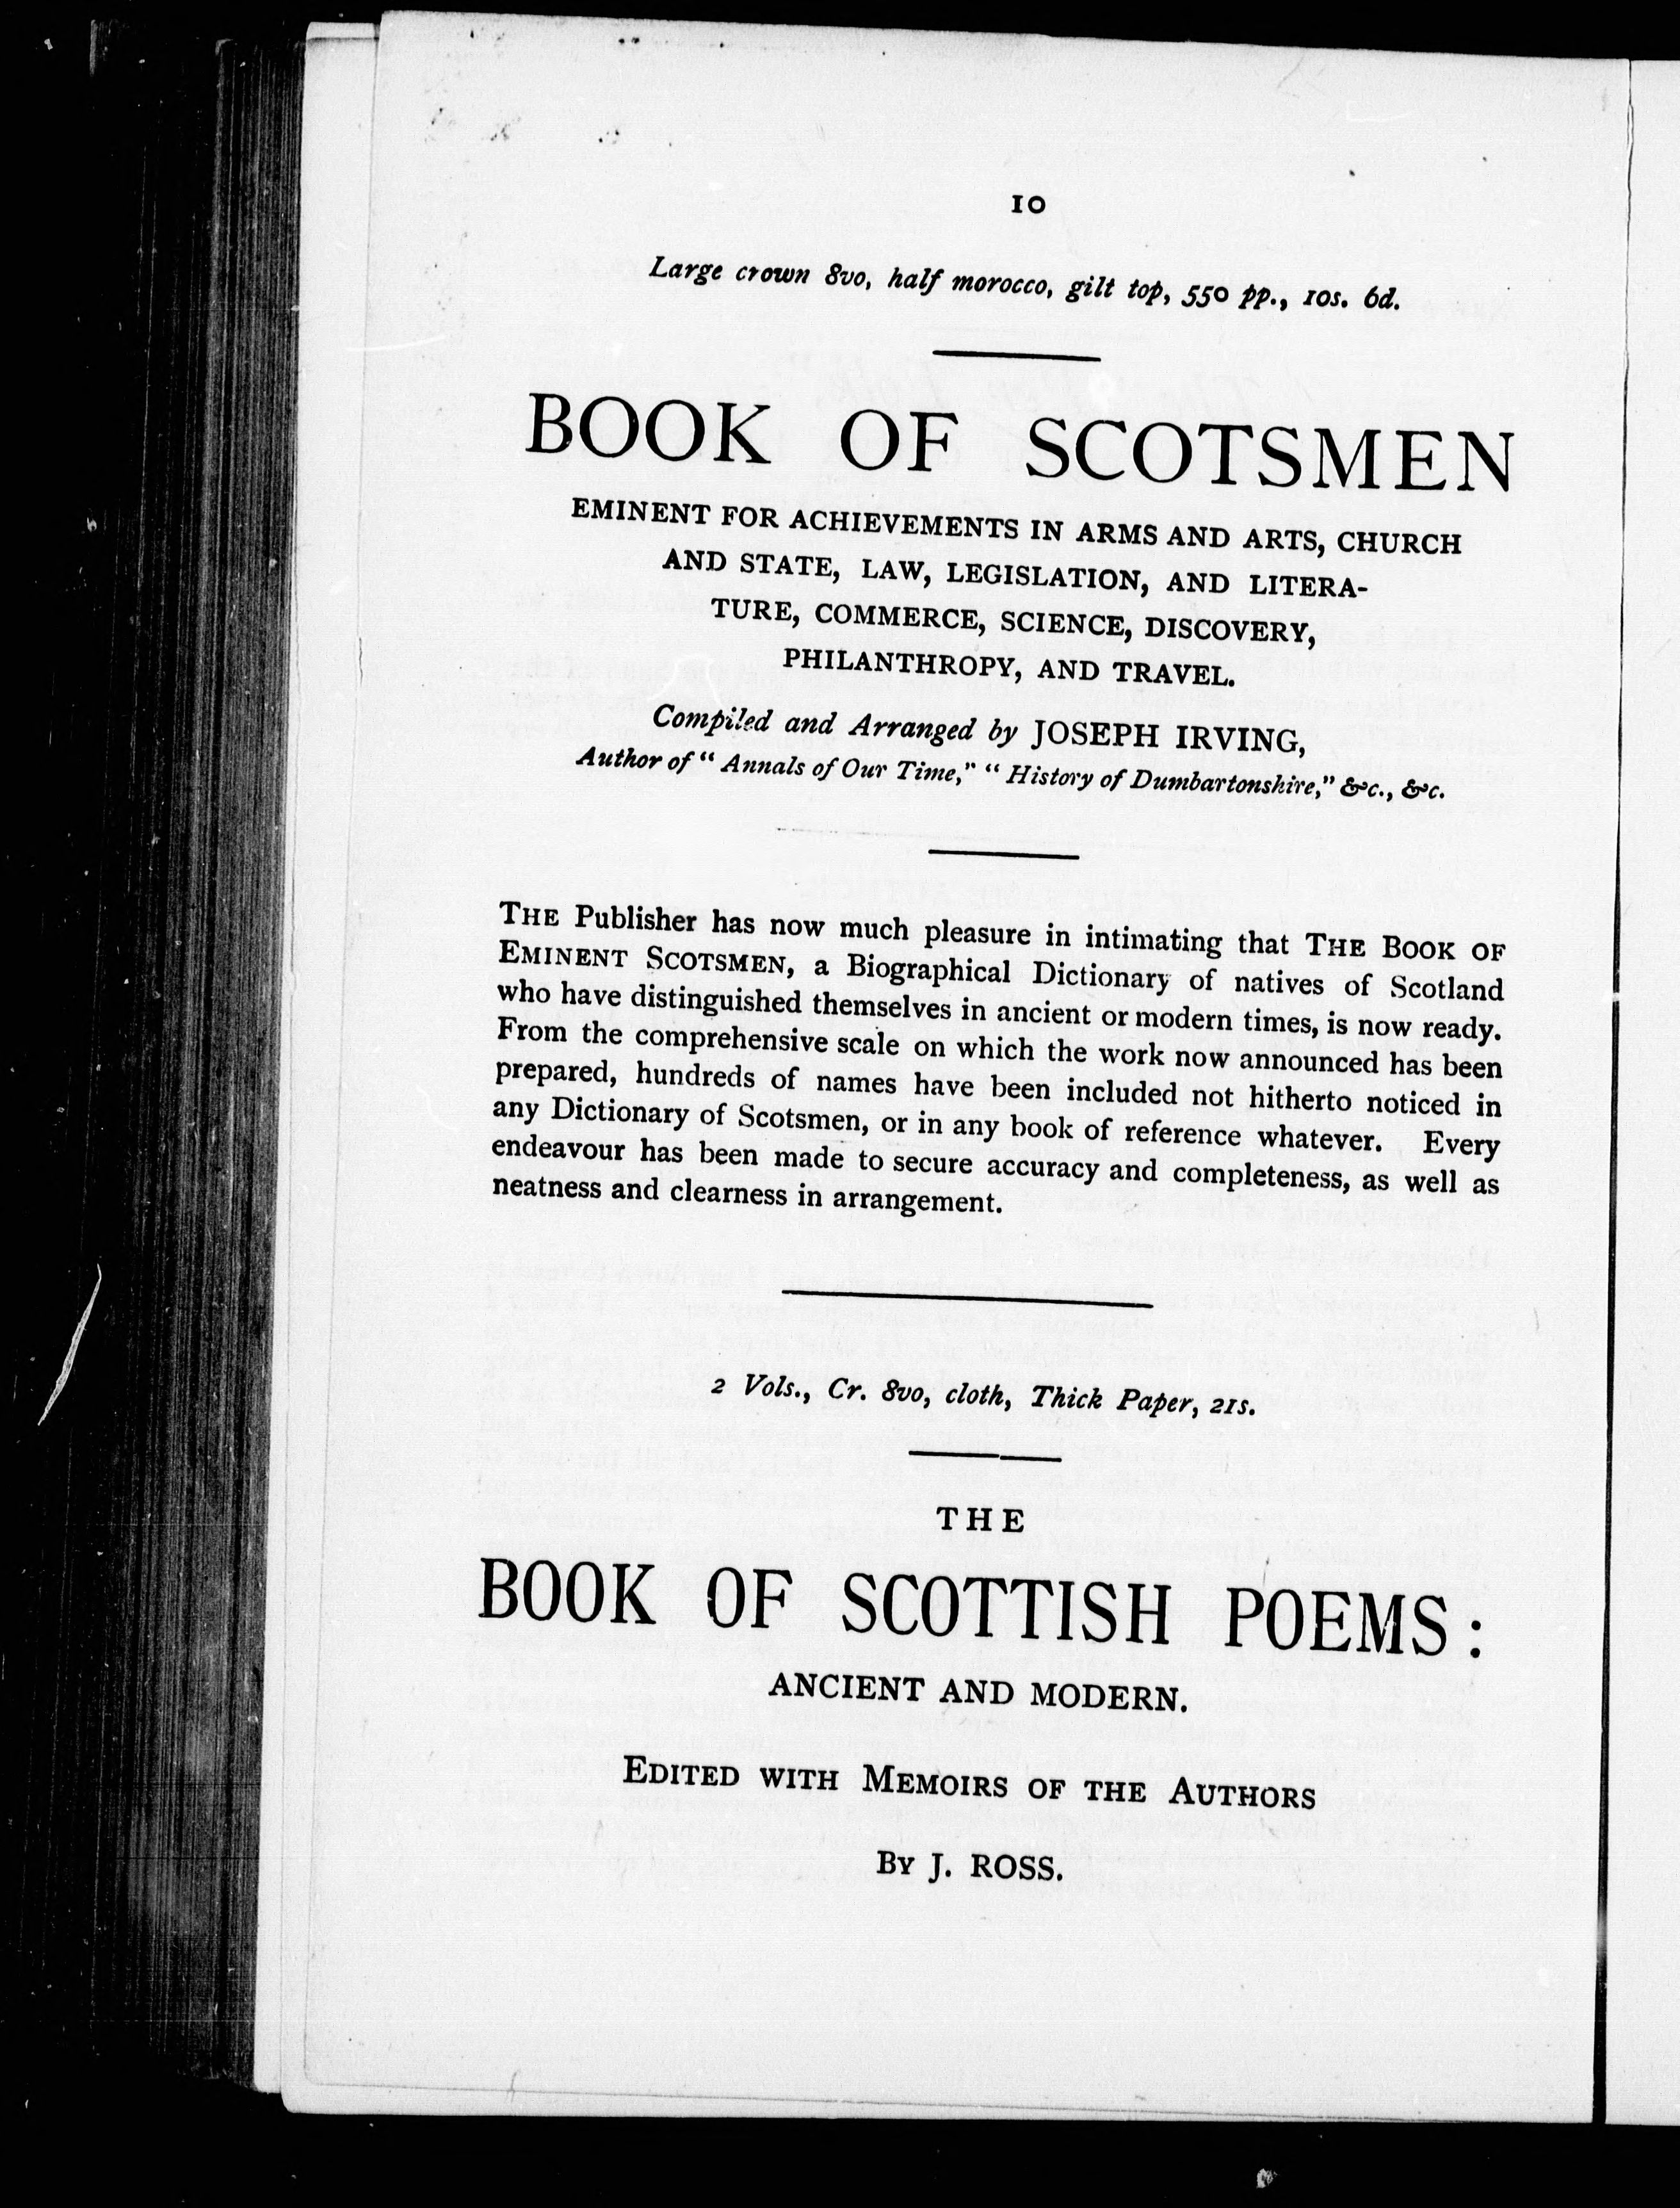 10
Large crown 8vo, half morocco, gilt top, 550 pp., 10s. 6d.
BOOK OF SCOTSMEN
EMINENT FOR ACHIEVEMENTS IN ARMS AND ARTS, CHURCH
AND STATE, LAW, LEGISLATION, AND LITERA-
TURE, COMMERCE, SCIENCE, DISCOVERY,
PHILANTHROPY, AND TRAVEL.
Compiled and Arranged by JOSEPH IRVING,
Author of "Annals of Our Time," "History of Dumbartonshire," &c., &c.
THE Publisher has now much pleasure in intimating that THE BOOK OF
EMINENT SCOTSMEN, a Biographical Dictionary of natives of Scotland
who have distinguished themselves in ancient or modern times, is now ready.
From the comprehensive scale on which the work now announced has been
prepared, hundreds of names have been included not hitherto noticed in
any Dictionary of Scotsmen, or in any book of reference whatever. Every
endeavour has been made to secure accuracy and completeness, as well as
neatness and clearness in arrangement.
2 Vols., Cr. 8vo, cloth, Thick Paper, 21s.
THE
BOOK OF SCOTTISH POEMS:
ANCIENT AND MODERN.
EDITED WITH MEMOIRS OF THE AUTHORS
BY J. ROSS.